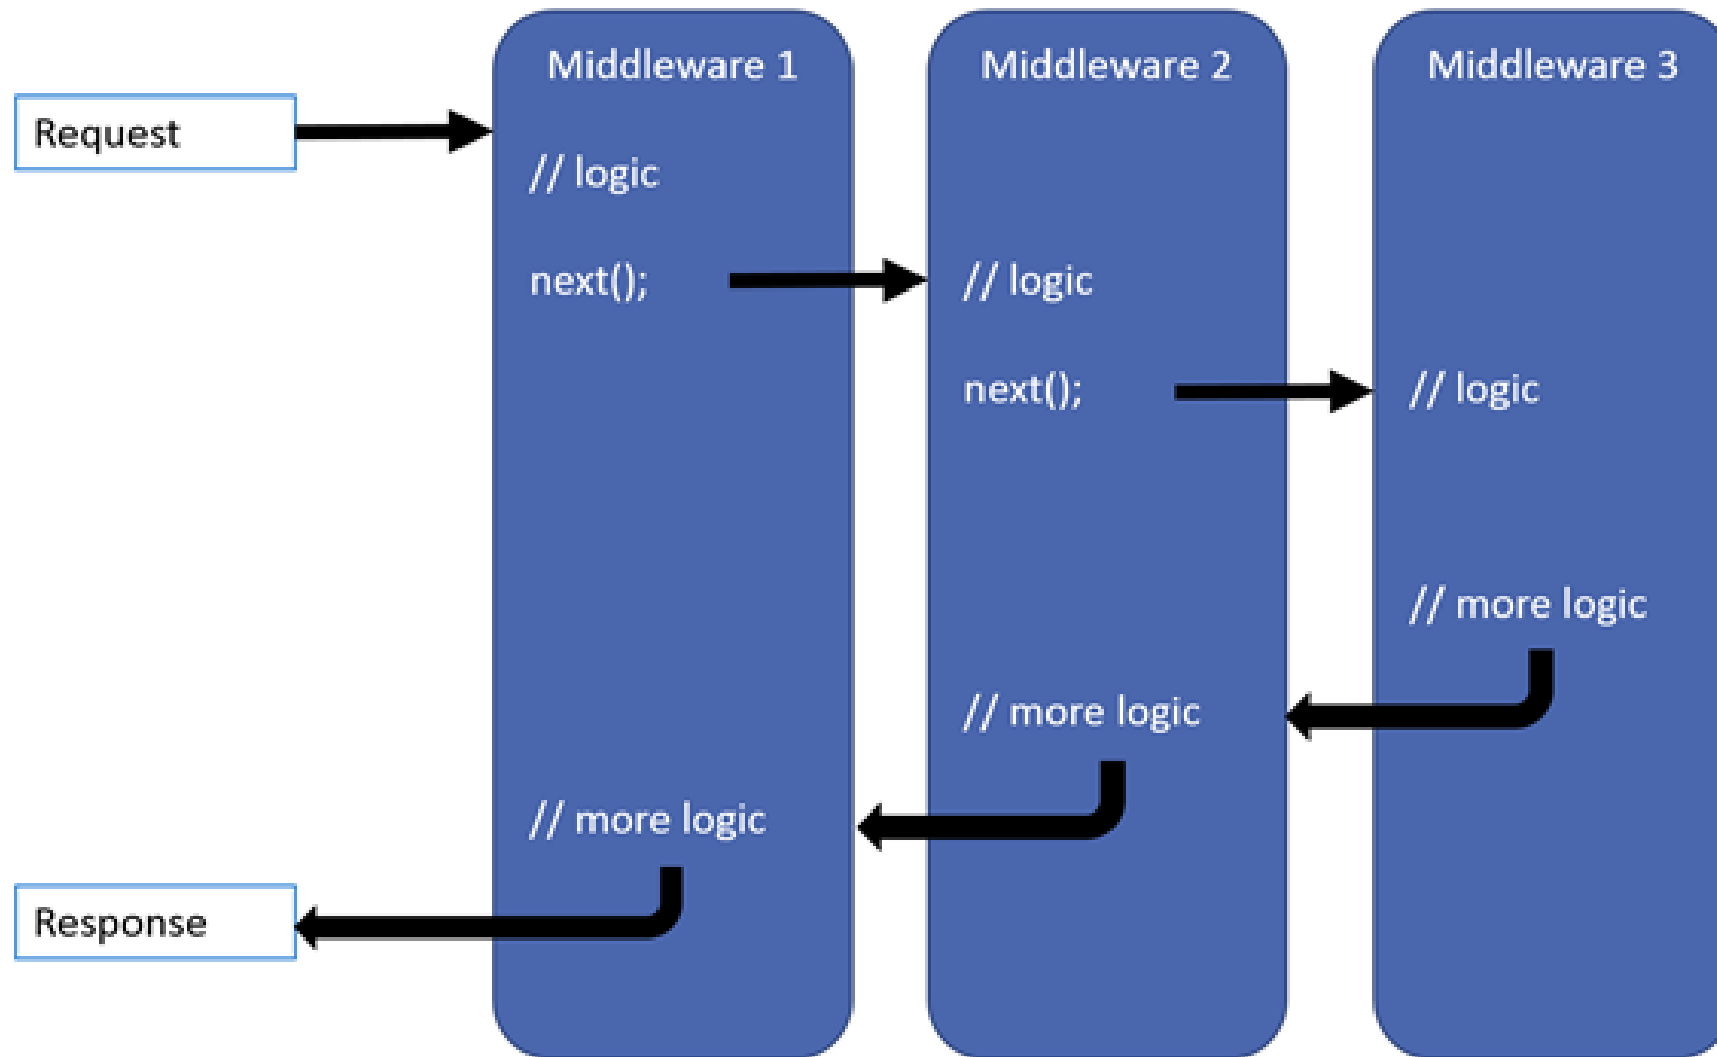 Middleware 1
Middleware 2
Middleware 3
Request
// logic
next();
// logic
next();
// logic
// more logic
// more logic
// more logic
Response